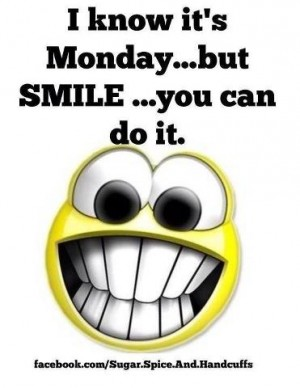 I know it's
Monday...but
SMILE ...you can
do it.
facebook.com/Sugar.Spice.And.Handcuffs